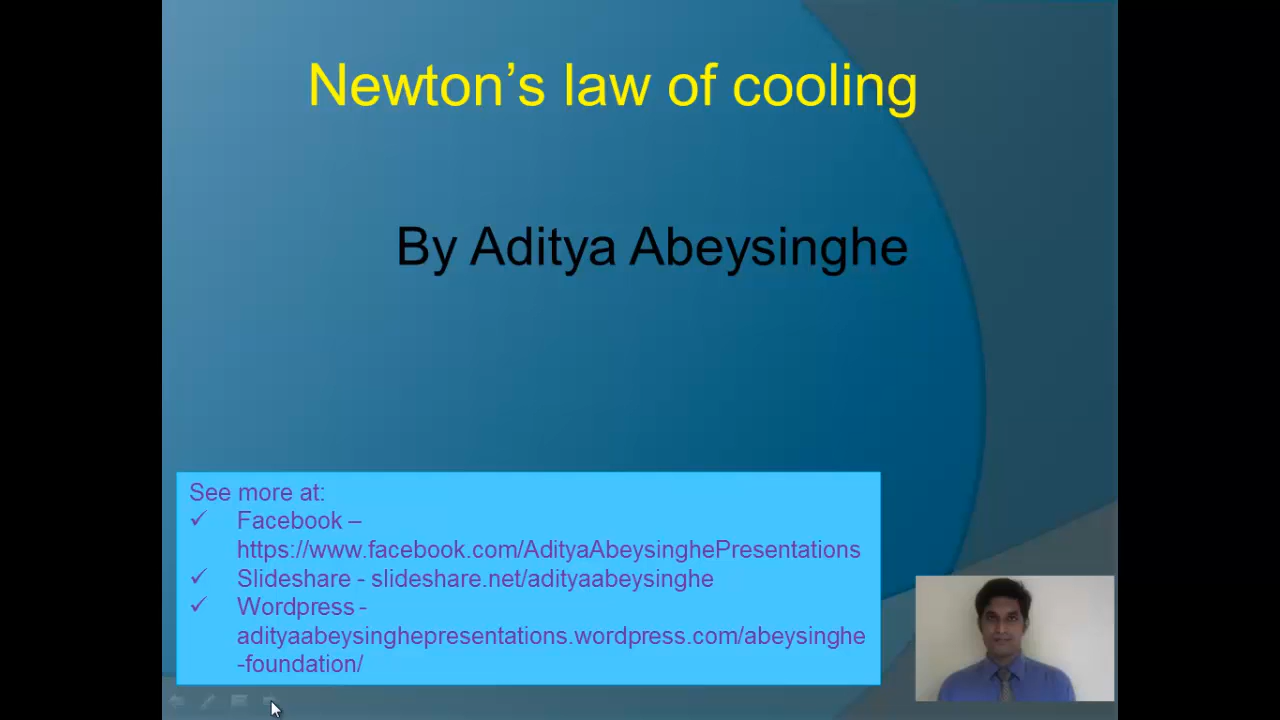 Newton’s law of cooling
By Aditya Abeysinghe
See more at:
✓ Facebook –
https://www.facebook.com/AdityaAbeysinghePresentations
✓ Slideshare - slideshare.net/adityaabeysinghe
✓ Wordpress -
adityaabeysinghepresentations.wordpress.com/abeysinghe
-foundation/